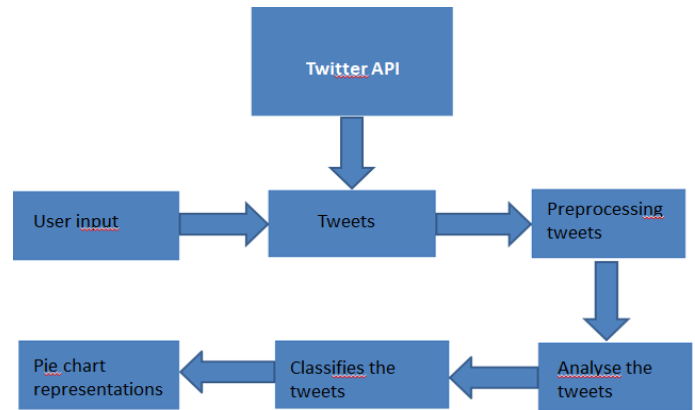 Twitter API
User input
Tweets
Preprocessing
tweets
Analyse the
tweets
Classifies the
tweets
Pie chart
representations